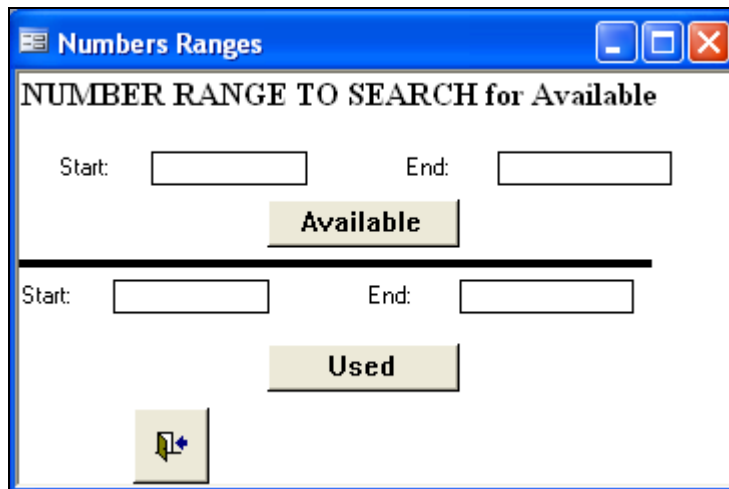 Numbers Ranges
NUMBER RANGE TO SEARCH for Available
Start: End:
Available
Start: End:
Used